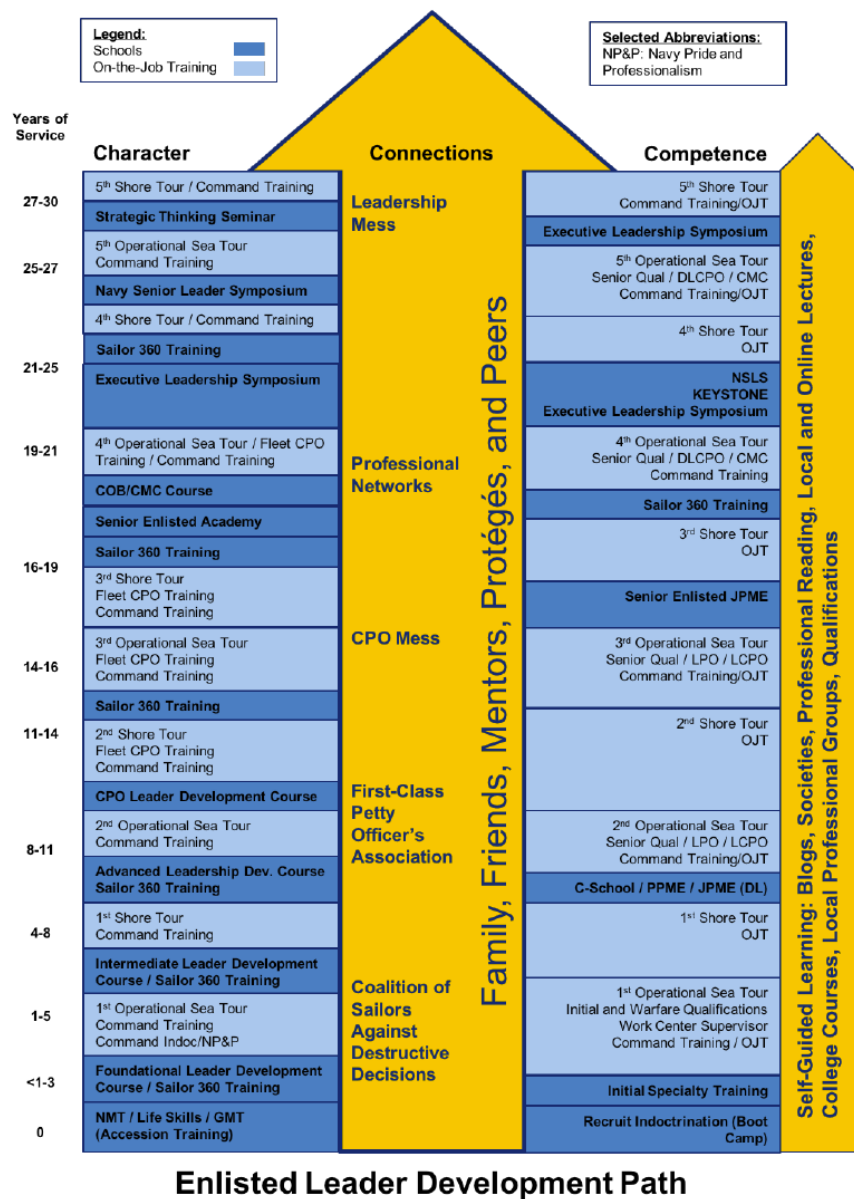 Legend:
Schools
On-the-Job Training
Selected Abbreviations:
NP&P: Navy Pride and
Professionalism
Years of
Service
Character
Connections
Competence
27-30
25-27
21-25
19-21
16-19
14-16
11-14
8-11
4-8
1-5
<1-3
0
5th Shore Tour / Command Training
Strategic Thinking Seminar
5th Operational Sea Tour
Command Training
Navy Senior Leader Symposium
4th Shore Tour / Command Training
Sailor 360 Training
Executive Leadership Symposium
4th Operational Sea Tour / Fleet CPO
Training / Command Training
COB/CMC Course
Senior Enlisted Academy
Sailor 360 Training
3rd Shore Tour
Fleet CPO Training
Command Training
3rd Operational Sea Tour
Fleet CPO Training
Command Training
Sailor 360 Training
2nd Shore Tour
Fleet CPO Training
Command Training
CPO Leader Development Course
2nd Operational Sea Tour
Command Training
Advanced Leadership Dev. Course
Sailor 360 Training
1st Shore Tour
Command Training
Intermediate Leader Development
Course / Sailor 360 Training
1st Operational Sea Tour
Command Training
Command Indoc/NP&P
Foundational Leader Development
Course / Sailor 360 Training
NMT / Life Skills / GMT
(Accession Training)
Leadership
Mess
Professional
Networks
CPO Mess
First-Class
Petty
Officer's
Association
Coalition of
Sailors
Against
Destructive
Decisions
Family, Friends, Mentors, Protégés, and Peers
5th Shore Tour
Command Training/OJT
Executive Leadership Symposium
5th Operational Sea Tour
Senior Qual / DLCPO / CMC
Command Training/OJT
4th Shore Tour
OJT
NSLS
KEYSTONE
Executive Leadership Symposium
4th Operational Sea Tour
Senior Qual / DLCPO / CMC
Command Training
Sailor 360 Training
3rd Shore Tour
OJT
Senior Enlisted JPME
3rd Operational Sea Tour
Senior Qual / LPO / LCPO
Command Training/OJT
2nd Shore Tour
OJT
2nd Operational Sea Tour
Senior Qual / LPO / LCPO
Command Training/OJT
C-School / PPME / JPME (DL)
1st Shore Tour
OJT
1st Operational Sea Tour
Initial and Warfare Qualifications
Work Center Supervisor
Command Training / OJT
Initial Specialty Training
Recruit Indoctrination (Boot
Camp)
Self-Guided Learning: Blogs, Societies, Professional Reading, Local and Online Lectures,
College Courses, Local Professional Groups, Qualifications
Enlisted Leader Development Path